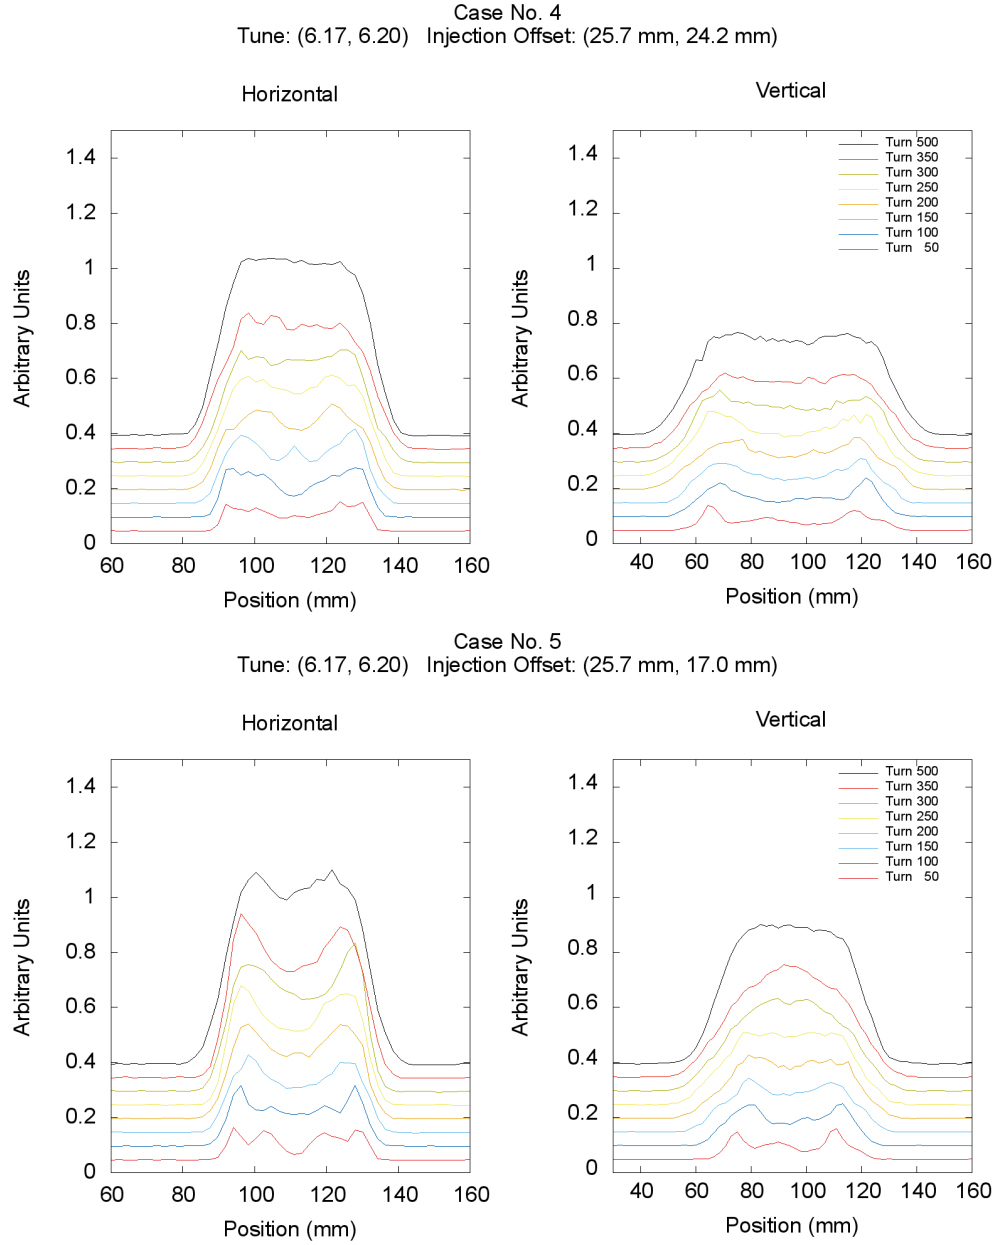 Case No. 4
Tune: (6.17, 6.20)   Injection Offset: (25.7 mm, 24.2 mm)
Horizontal
Vertical
Arbitrary Units
1.4
1.2
1
0.8
0.6
0.4
0.2
0
60 80 100 120 140 160
Position (mm)
Arbitrary Units
1.4
1.2
1
0.8
0.6
0.4
0.2
0
Turn 500
Turn 350
Turn 300
Turn 250
Turn 200
Turn 150
Turn 100
Turn 50
40 60 80 100 120 140 160
Position (mm)
Case No. 5
Tune: (6.17, 6.20)   Injection Offset: (25.7 mm, 17.0 mm)
Horizontal
Vertical
Arbitrary Units
1.4
1.2
1
0.8
0.6
0.4
0.2
0
60 80 100 120 140 160
Position (mm)
Arbitrary Units
1.4
1.2
1
0.8
0.6
0.4
0.2
0
Turn 500
Turn 350
Turn 300
Turn 250
Turn 200
Turn 150
Turn 100
Turn 50
40 60 80 100 120 140 160
Position (mm)